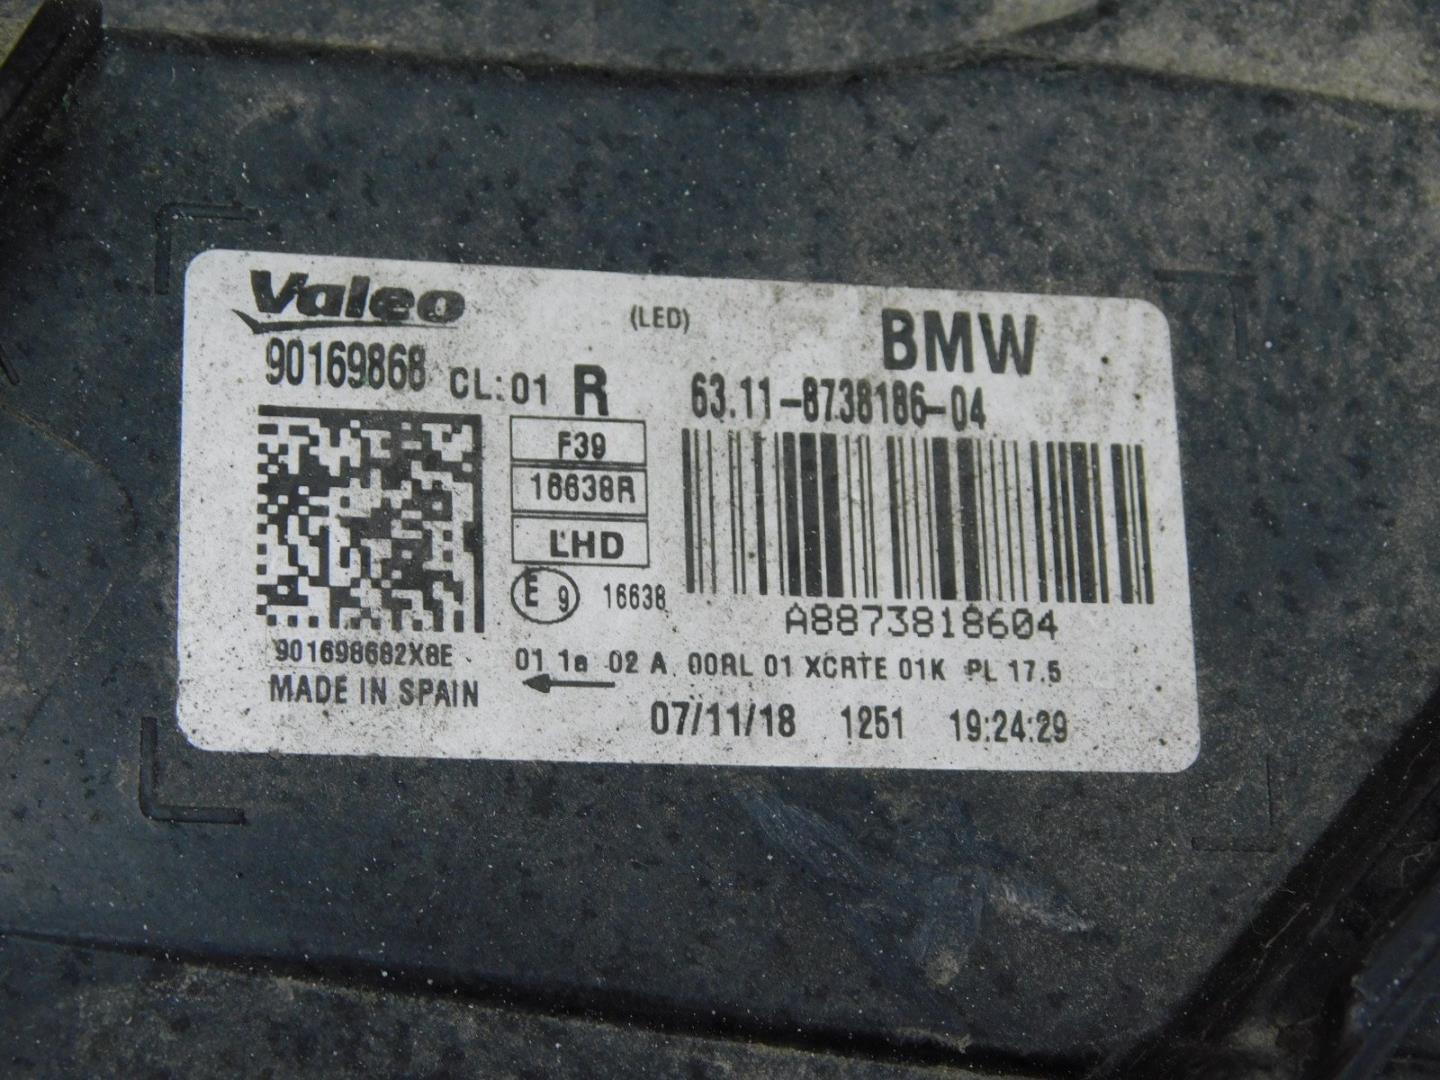 Valeo (LED) BMW
90169868 CL:01 R 63.11-8738186-04
F39
16638R
LHD
E 9 16638
A8873818604
901698682X8E
01 1a 02 A 00RL 01 XCRTE 01K PL 17.5
MADE IN SPAIN
07/11/18 1251 19:24:29